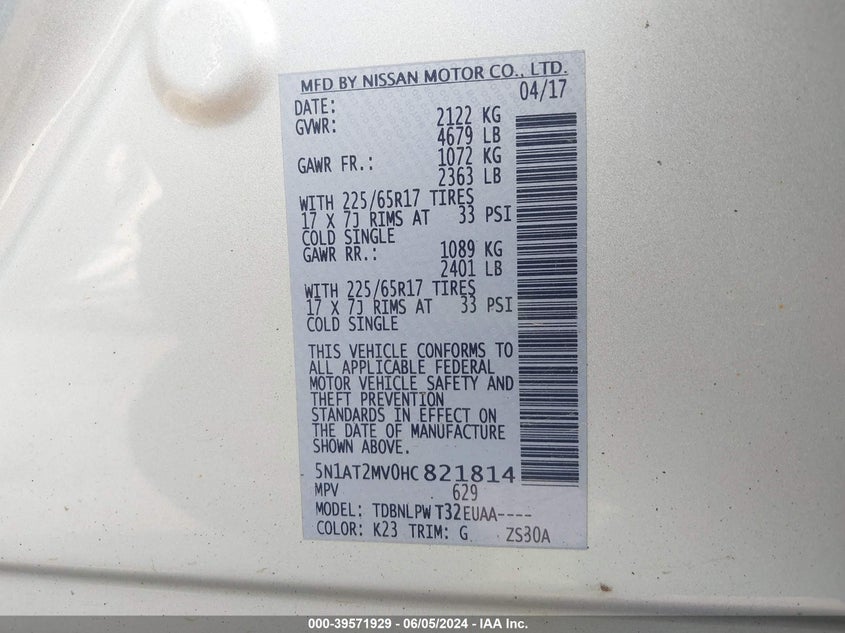 MFD BY NISSAN MOTOR CO., LTD.
DATE: 04/17
GVWR: 2122 KG
4679 LB
GAWR FR.: 1072 KG
2363 LB
WITH 225/65R17 TIRES
17 X 7J RIMS AT 33 PSI
COLD SINGLE
GAWR RR.: 1089 KG
2401 LB
WITH 225/65R17 TIRES
17 X 7J RIMS AT 33 PSI
COLD SINGLE
THIS VEHICLE CONFORMS TO
ALL APPLICABLE FEDERAL
MOTOR VEHICLE SAFETY AND
THEFT PREVENTION
STANDARDS IN EFFECT ON
THE DATE OF MANUFACTURE
SHOWN ABOVE.
5N1AT2MV0HC821814
MPV 629
MODEL: TDBNLPWT32EUAA----
COLOR: K23 TRIM: G ZS30A
000-39571929 - 06/05/2024 - IAA Inc.